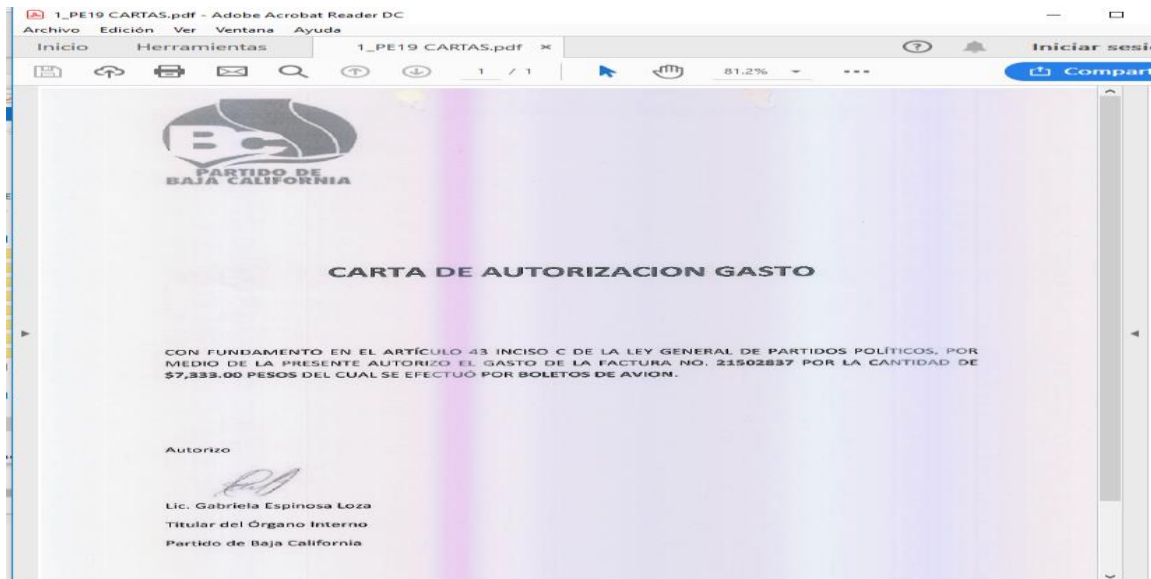 1_PE19 CARTAS.pdf - Adobe Acrobat Reader DC
Archivo Edición Ver Ventana Ayuda
Inicio Herramientas 1_PE19 CARTAS.pdf × Iniciar sesi
1 / 1 81.2% Compart
BC
PARTIDO DE
BAJA CALIFORNIA
CARTA DE AUTORIZACION GASTO
CON FUNDAMENTO EN EL ARTÍCULO 43 INCISO C DE LA LEY GENERAL DE PARTIDOS POLÍTICOS, POR
MEDIO DE LA PRESENTE AUTORIZO EL GASTO DE LA FACTURA NO. 21502837 POR LA CANTIDAD DE
$7,333.00 PESOS DEL CUAL SE EFECTUÓ POR BOLETOS DE AVION.
Autorizo
Lic. Gabriela Espinosa Loza
Titular del Órgano Interno
Partido de Baja California